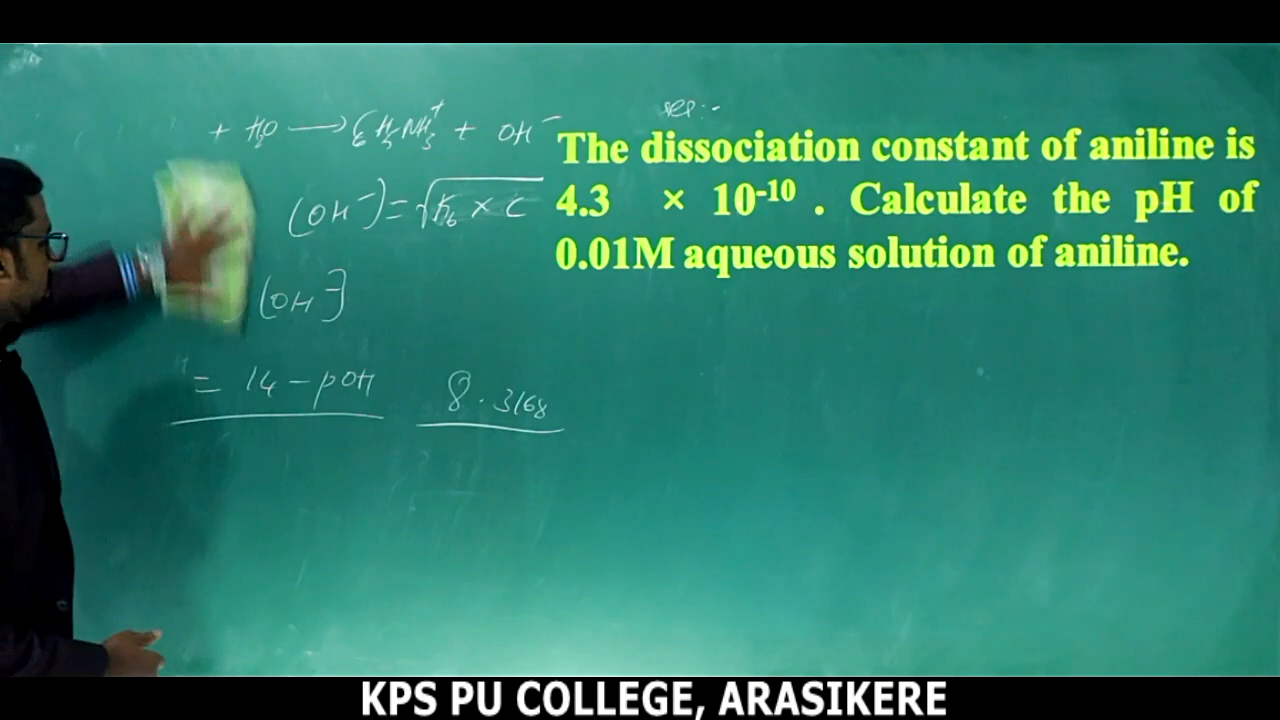 + H₂O ⟶ C₆H₅NH₃⁺ + OH⁻
(OH⁻) = √K_b × C
[OH⁻]
= 14 - pOH 8.3168
The dissociation constant of aniline is
4.3 × 10⁻¹⁰ . Calculate the pH of
0.01M aqueous solution of aniline.
KPS PU COLLEGE, ARASIKERE